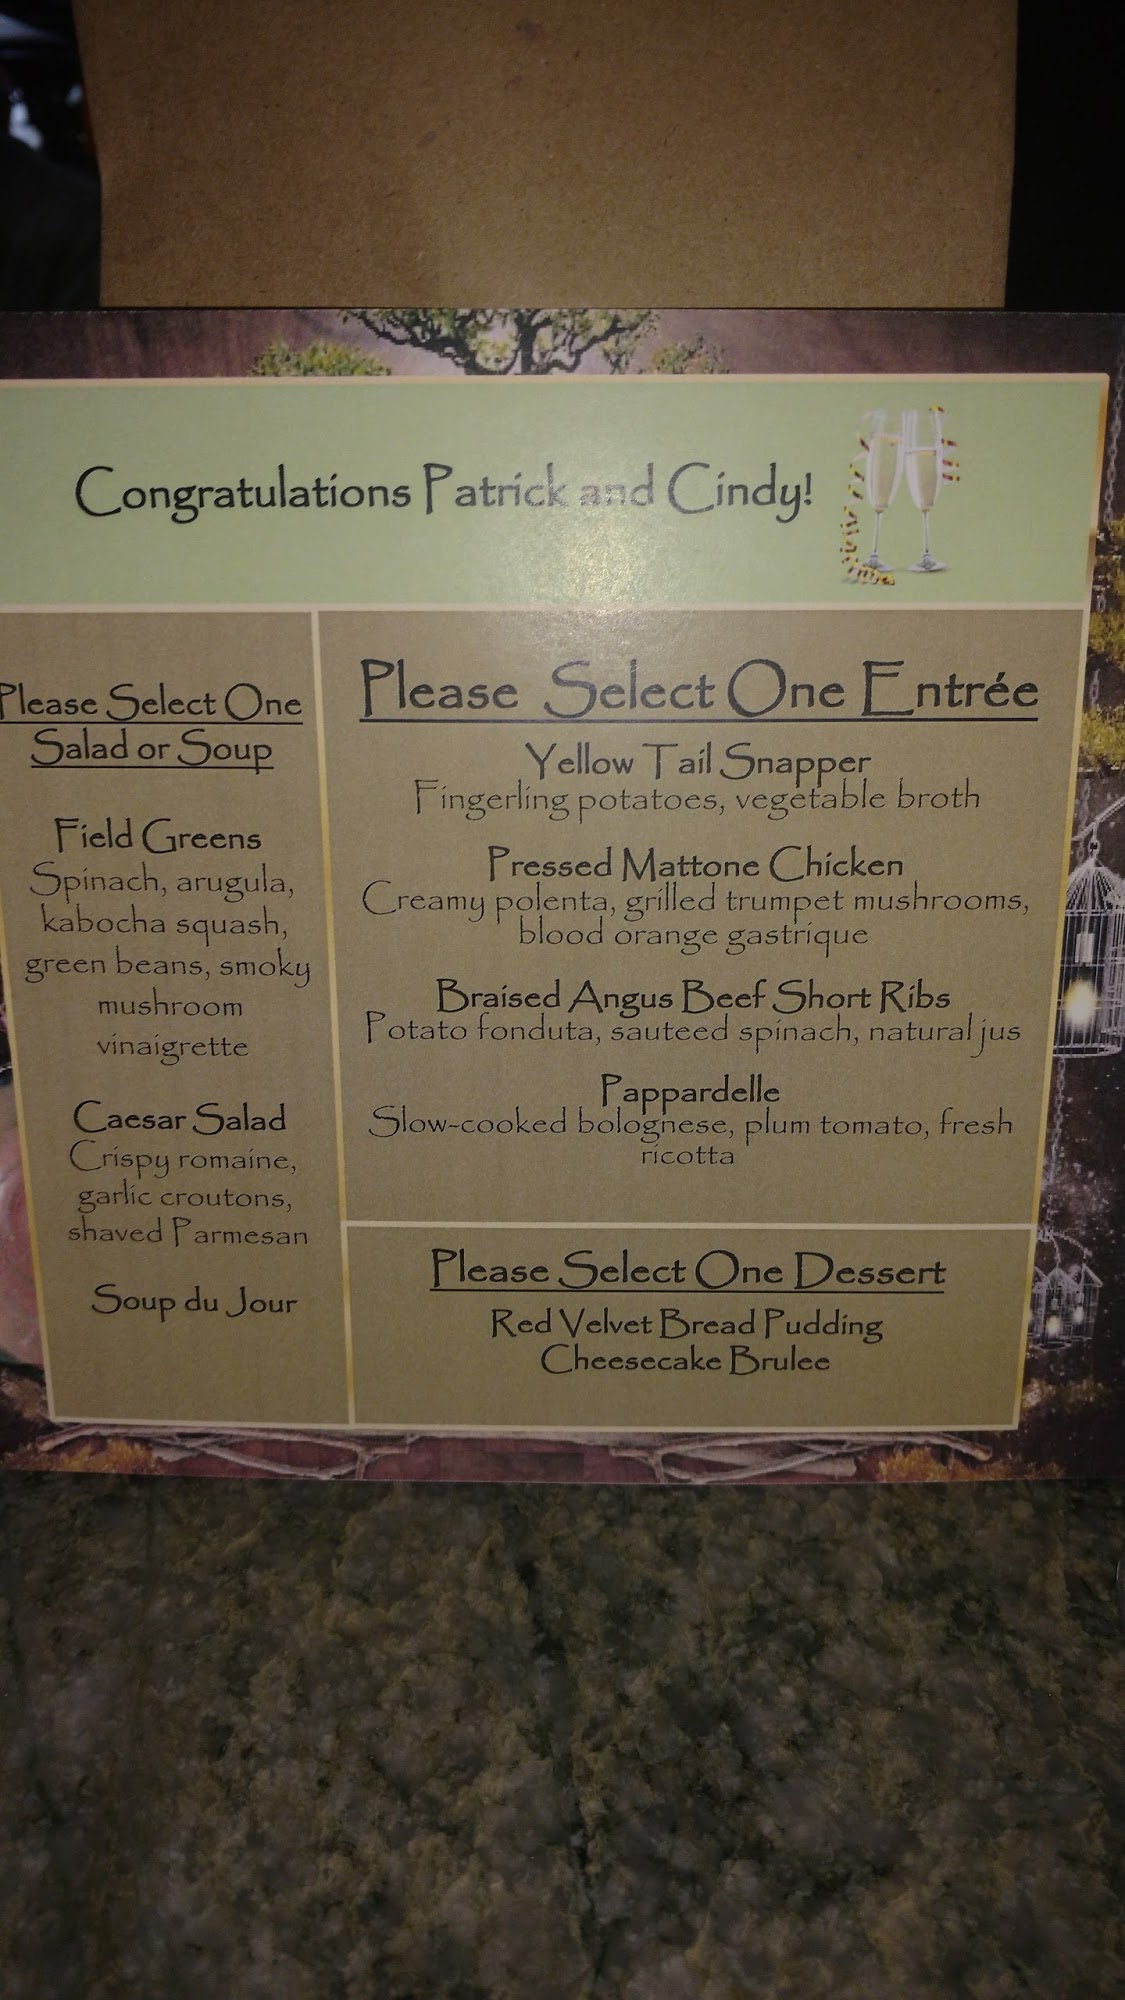 Congratulations Patrick and Cindy!
Please Select One
Salad or Soup
Field Greens
Spinach, arugula,
kabocha squash,
green beans, smoky
mushroom
vinaigrette
Caesar Salad
Crispy romaine,
garlic croutons,
shaved Parmesan
Soup du Jour
Please Select One Entrée
Yellow Tail Snapper
Fingerling potatoes, vegetable broth
Pressed Mattone Chicken
Creamy polenta, grilled trumpet mushrooms,
blood orange gastrique
Braised Angus Beef Short Ribs
Potato fonduta, sauteed spinach, natural jus
Pappardelle
Slow-cooked bolognese, plum tomato, fresh
ricotta
Please Select One Dessert
Red Velvet Bread Pudding
Cheesecake Brulee